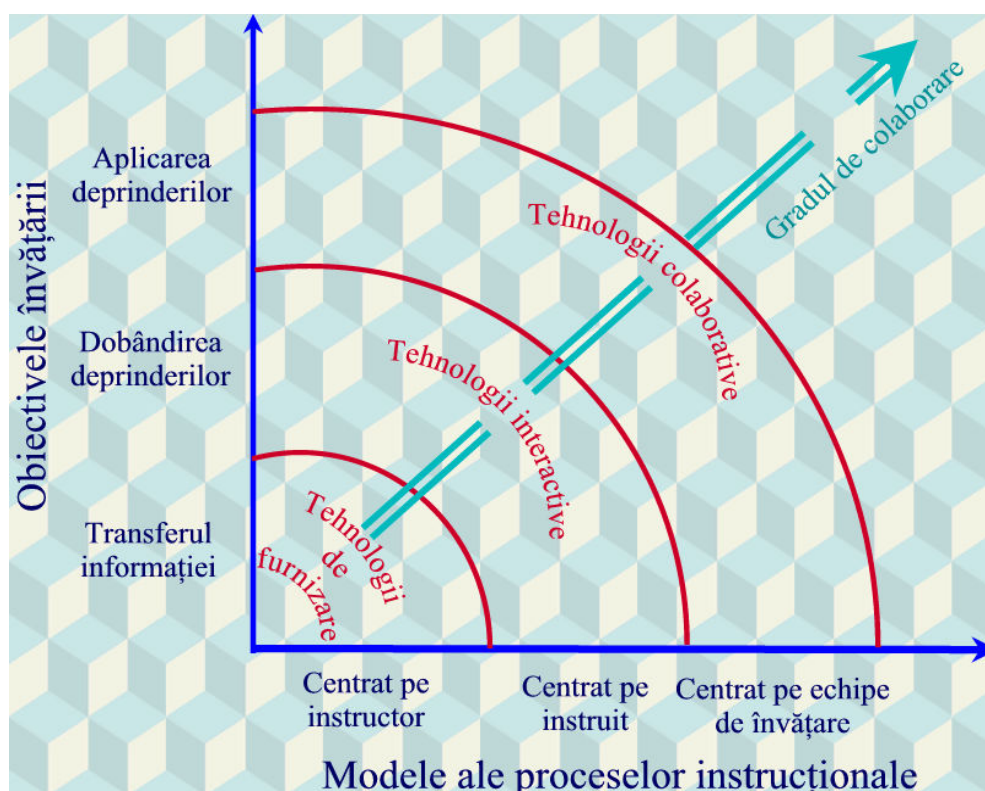 Obiectivele învățării
Aplicarea
deprinderilor
Dobândirea
deprinderilor
Transferul
informației
Gradul de colaborare
Tehnologii colaborative
Tehnologii interactive
Tehnologii
de
furnizare
Centrat pe
instructor
Centrat pe
instruit
Centrat pe echipe
de învățare
Modele ale proceselor instrucționale